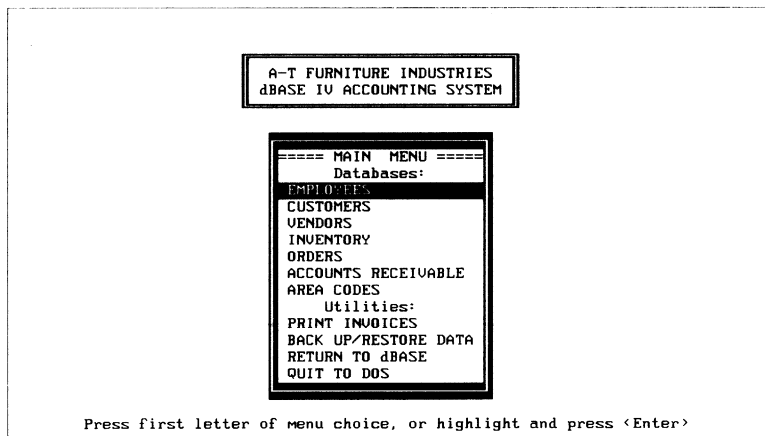 A-T FURNITURE INDUSTRIES
dBASE IV ACCOUNTING SYSTEM
===== MAIN MENU =====
Databases:
EMPLOYEES
CUSTOMERS
VENDORS
INVENTORY
ORDERS
ACCOUNTS RECEIVABLE
AREA CODES
Utilities:
PRINT INVOICES
BACK UP/RESTORE DATA
RETURN TO dBASE
QUIT TO DOS
Press first letter of menu choice, or highlight and press <Enter>